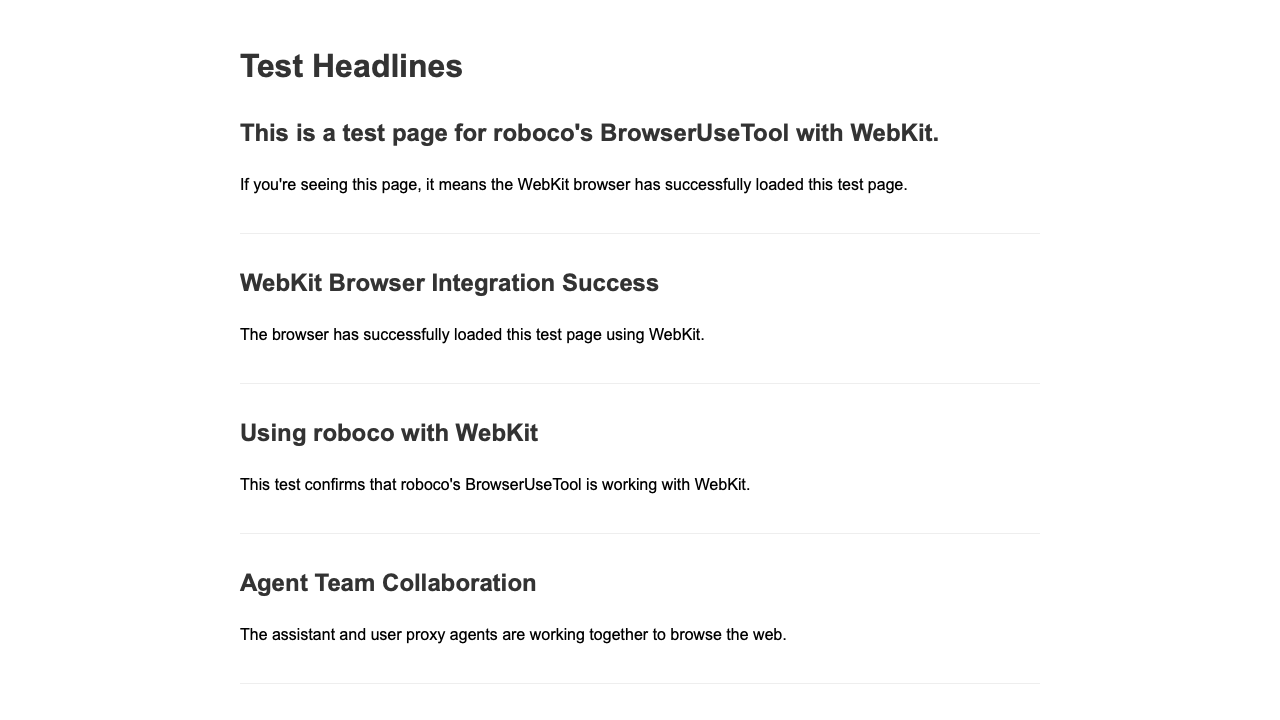 Test Headlines
This is a test page for roboco's BrowserUseTool with WebKit.
If you're seeing this page, it means the WebKit browser has successfully loaded this test page.
WebKit Browser Integration Success
The browser has successfully loaded this test page using WebKit.
Using roboco with WebKit
This test confirms that roboco's BrowserUseTool is working with WebKit.
Agent Team Collaboration
The assistant and user proxy agents are working together to browse the web.